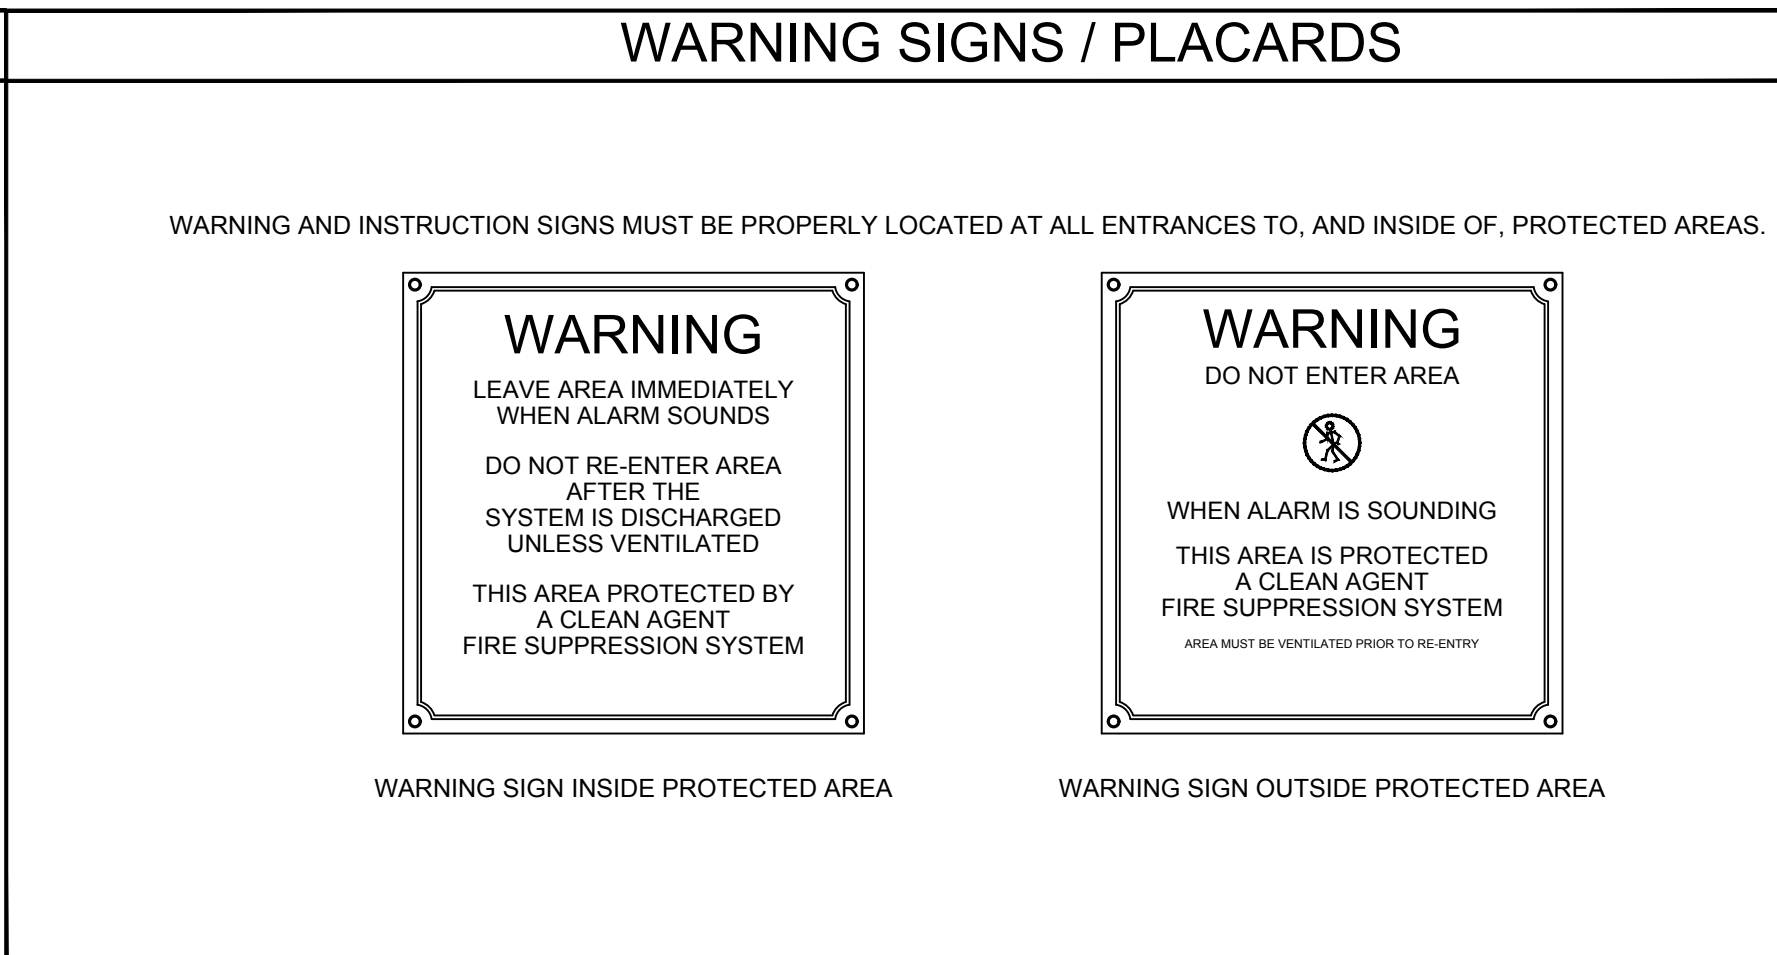 WARNING SIGNS / PLACARDS
WARNING AND INSTRUCTION SIGNS MUST BE PROPERLY LOCATED AT ALL ENTRANCES TO, AND INSIDE OF, PROTECTED AREAS.
WARNING
LEAVE AREA IMMEDIATELY
WHEN ALARM SOUNDS
DO NOT RE-ENTER AREA
AFTER THE
SYSTEM IS DISCHARGED
UNLESS VENTILATED
THIS AREA PROTECTED BY
A CLEAN AGENT
FIRE SUPPRESSION SYSTEM
WARNING SIGN INSIDE PROTECTED AREA
WARNING
DO NOT ENTER AREA
WHEN ALARM IS SOUNDING
THIS AREA IS PROTECTED
A CLEAN AGENT
FIRE SUPPRESSION SYSTEM
AREA MUST BE VENTILATED PRIOR TO RE-ENTRY
WARNING SIGN OUTSIDE PROTECTED AREA